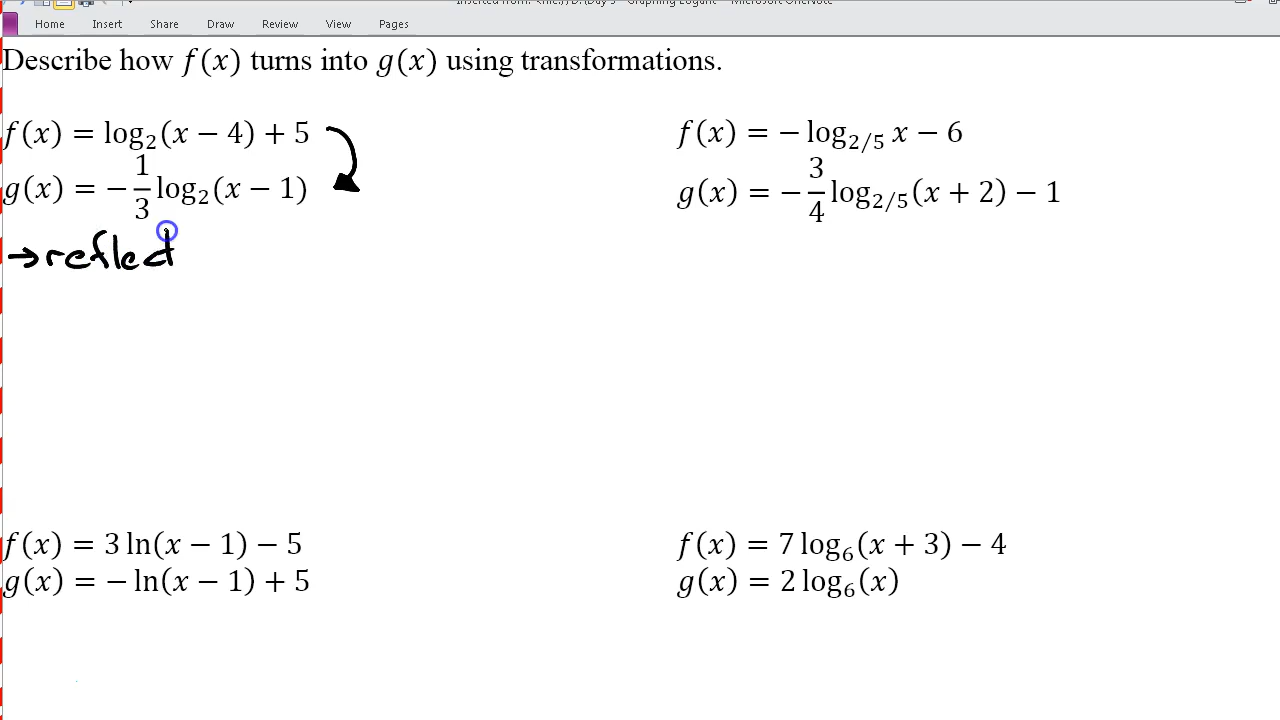 Home Insert Share Draw Review View Pages
Describe how f(x) turns into g(x) using transformations.
f(x) = log₂(x − 4) + 5
g(x) = −1/3 log₂(x − 1)
→ reflect
f(x) = −log₂/₅ x − 6
g(x) = −3/4 log₂/₅(x + 2) − 1
f(x) = 3 ln(x − 1) − 5
g(x) = −ln(x − 1) + 5
f(x) = 7 log₆(x + 3) − 4
g(x) = 2 log₆(x)